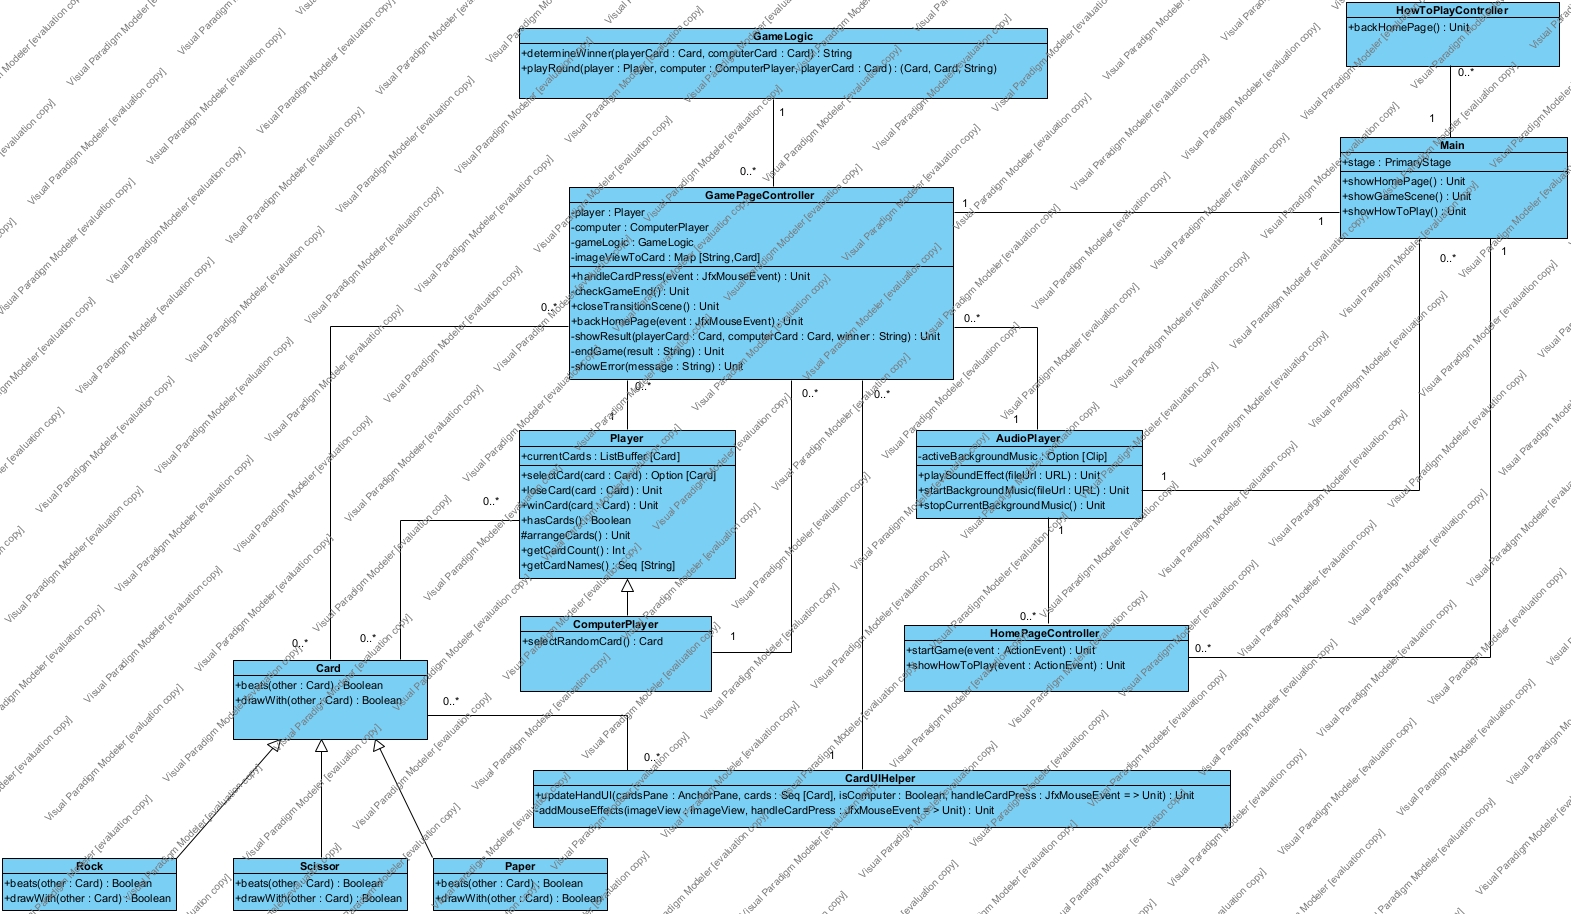 HowToPlayController
+backHomePage() : Unit
0..*
1
GameLogic
+determineWinner(playerCard : Card, computerCard : Card) : String
+playRound(player : Player, computer : ComputerPlayer, playerCard : Card) : (Card, Card, String)
1
0..*
Main
+stage : PrimaryStage
+showHomePage() : Unit
+showGameScene() : Unit
+showHowToPlay() : Unit
GamePageController
-player : Player
-computer : ComputerPlayer
-gameLogic : GameLogic
-imageViewToCard : Map [String,Card]
+handleCardPress(event : JfxMouseEvent) : Unit
-checkGameEnd() : Unit
+closeTransitionScene() : Unit
+backHomePage(event : JfxMouseEvent) : Unit
-showResult(playerCard : Card, computerCard : Card, winner : String) : Unit
-endGame(result : String) : Unit
-showError(message : String) : Unit
1
1
0..*
1
0..*
0..*
0..*
0..*
0..*
1
1
Player
+currentCards : ListBuffer [Card]
+selectCard(card : Card) : Option [Card]
+loseCard(card : Card) : Unit
+winCard(card : Card) : Unit
+hasCards() : Boolean
#arrangeCards() : Unit
+getCardCount() : Int
+getCardNames() : Seq [String]
AudioPlayer
-activeBackgroundMusic : Option [Clip]
+playSoundEffect(fileUrl : URL) : Unit
+startBackgroundMusic(fileUrl : URL) : Unit
+stopCurrentBackgroundMusic() : Unit
1
0..*
1
0..*
ComputerPlayer
+selectRandomCard() : Card
1
HomePageController
+startGame(event : ActionEvent) : Unit
+showHowToPlay(event : ActionEvent) : Unit
0..*
0..*
0..*
Card
+beats(other : Card) : Boolean
+drawWith(other : Card) : Boolean
0..*
0..*
1
CardUIHelper
+updateHandUI(cardsPane : AnchorPane, cards : Seq [Card], isComputer : Boolean, handleCardPress : JfxMouseEvent = > Unit) : Unit
-addMouseEffects(imageView : ImageView, handleCardPress : JfxMouseEvent = > Unit) : Unit
Rock
+beats(other : Card) : Boolean
+drawWith(other : Card) : Boolean
Scissor
+beats(other : Card) : Boolean
+drawWith(other : Card) : Boolean
Paper
+beats(other : Card) : Boolean
+drawWith(other : Card) : Boolean
Visual Paradigm Modeler [evaluation copy]